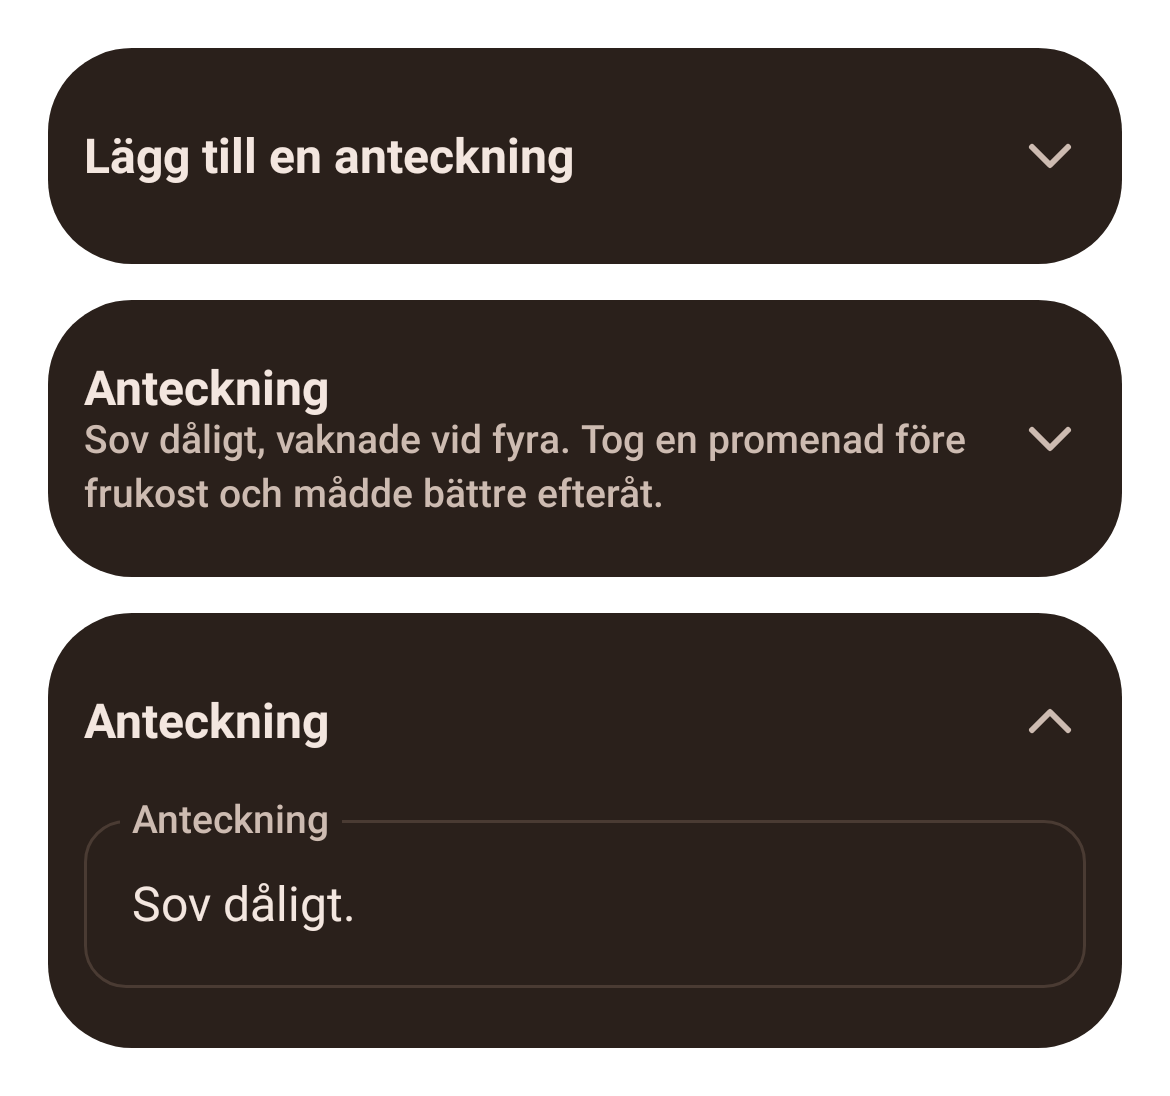 Lägg till en anteckning
Anteckning
Sov dåligt, vaknade vid fyra. Tog en promenad före
frukost och mådde bättre efteråt.
Anteckning
Anteckning
Sov dåligt.